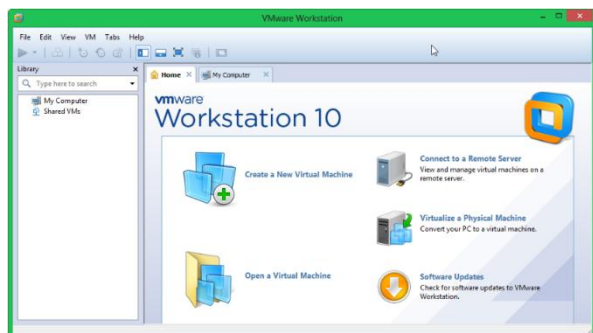 VMware Workstation
File Edit View VM Tabs Help
Library
Home
My Computer
Type here to search
My Computer
Shared VMs
vmware
Workstation 10
Create a New Virtual Machine
Connect to a Remote Server
View and manage virtual machines on a
remote server.
Virtualize a Physical Machine
Convert your PC to a virtual machine.
Open a Virtual Machine
Software Updates
Check for software updates to VMware
Workstation.